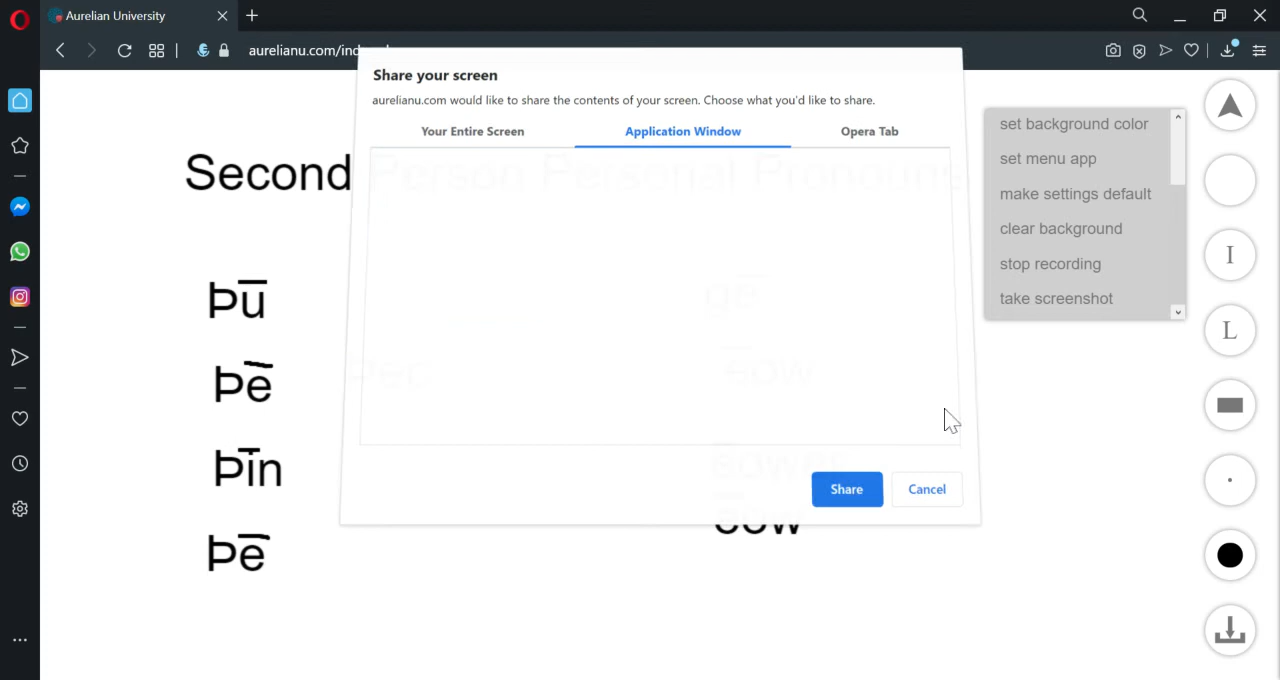 Aurelian University
aurelianu.com/ind
Share your screen
aurelianu.com would like to share the contents of your screen. Choose what you'd like to share.
Your Entire Screen Application Window Opera Tab
Second Person Personal Pronouns
set background color
set menu app
make settings default
clear background
stop recording
take screenshot
Þū gē
Þē Þec ēow
Þīn ēower
Þē ēow
Share Cancel
I
L